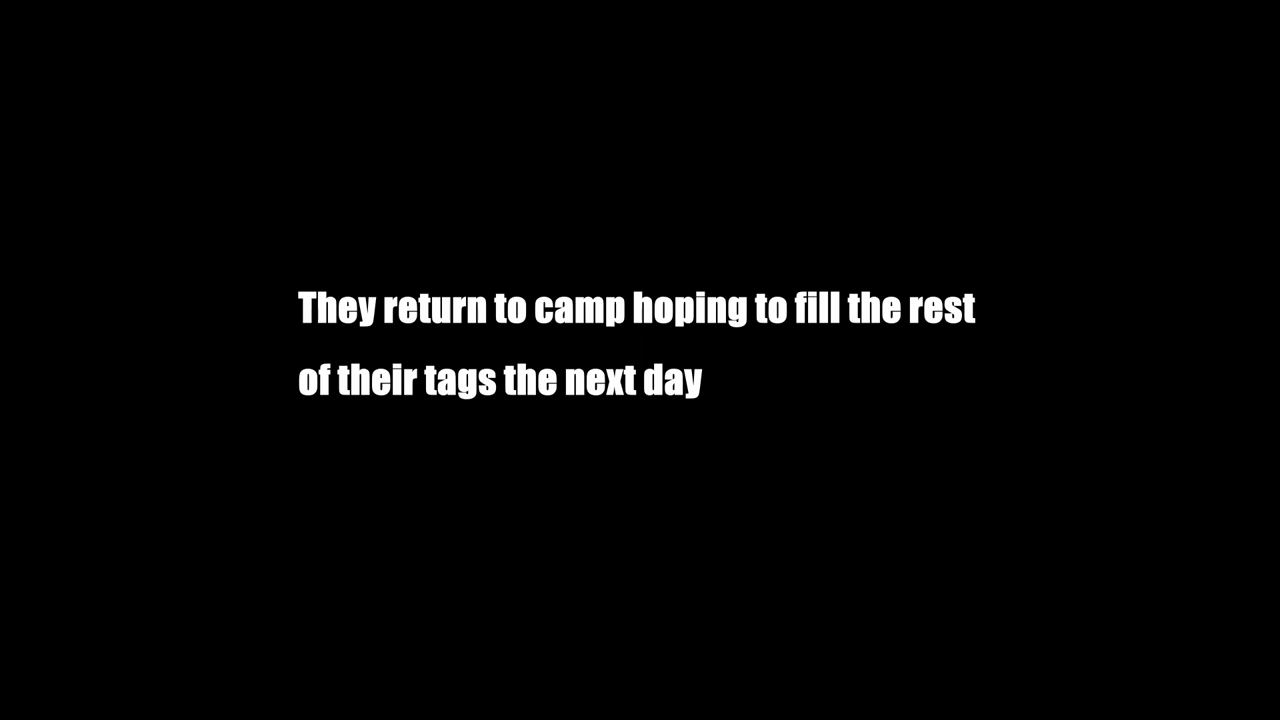 They return to camp hoping to fill the rest
of their tags the next day